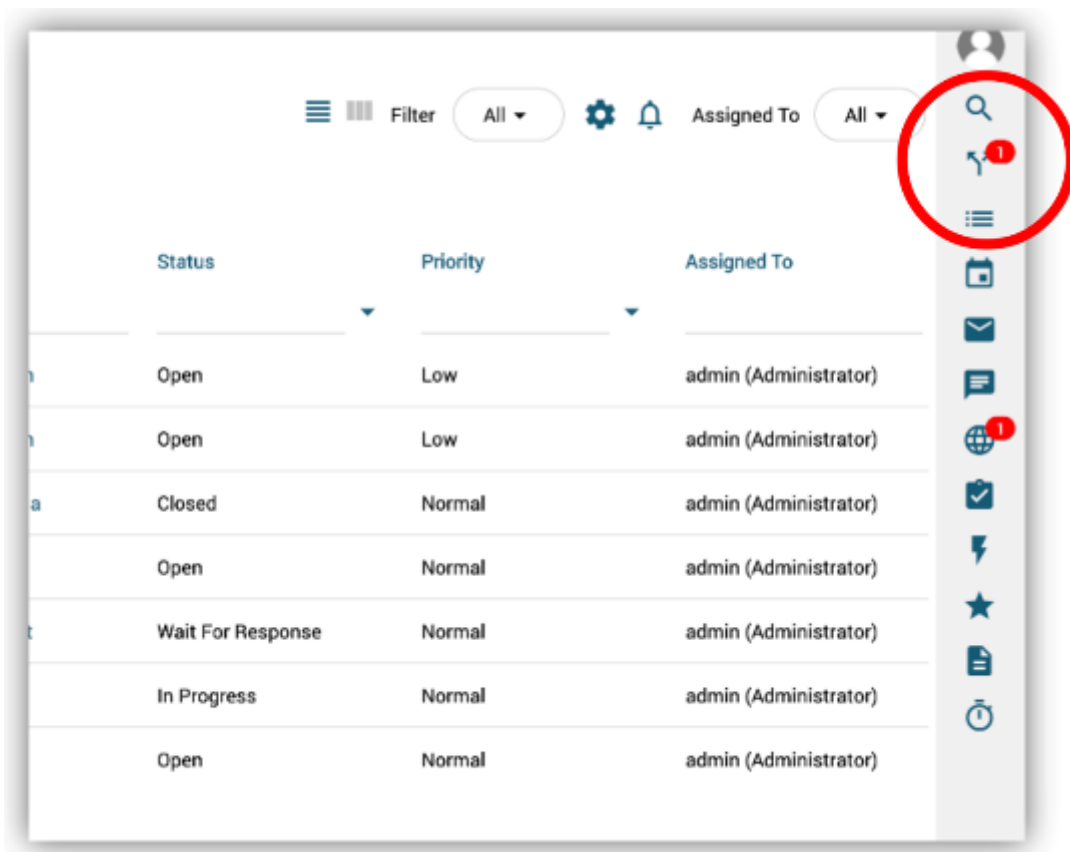 Filter All Assigned To All
1
Status Priority Assigned To
Open Low admin (Administrator)
Open Low admin (Administrator)
1
a Closed Normal admin (Administrator)
Open Normal admin (Administrator)
t Wait For Response Normal admin (Administrator)
In Progress Normal admin (Administrator)
Open Normal admin (Administrator)